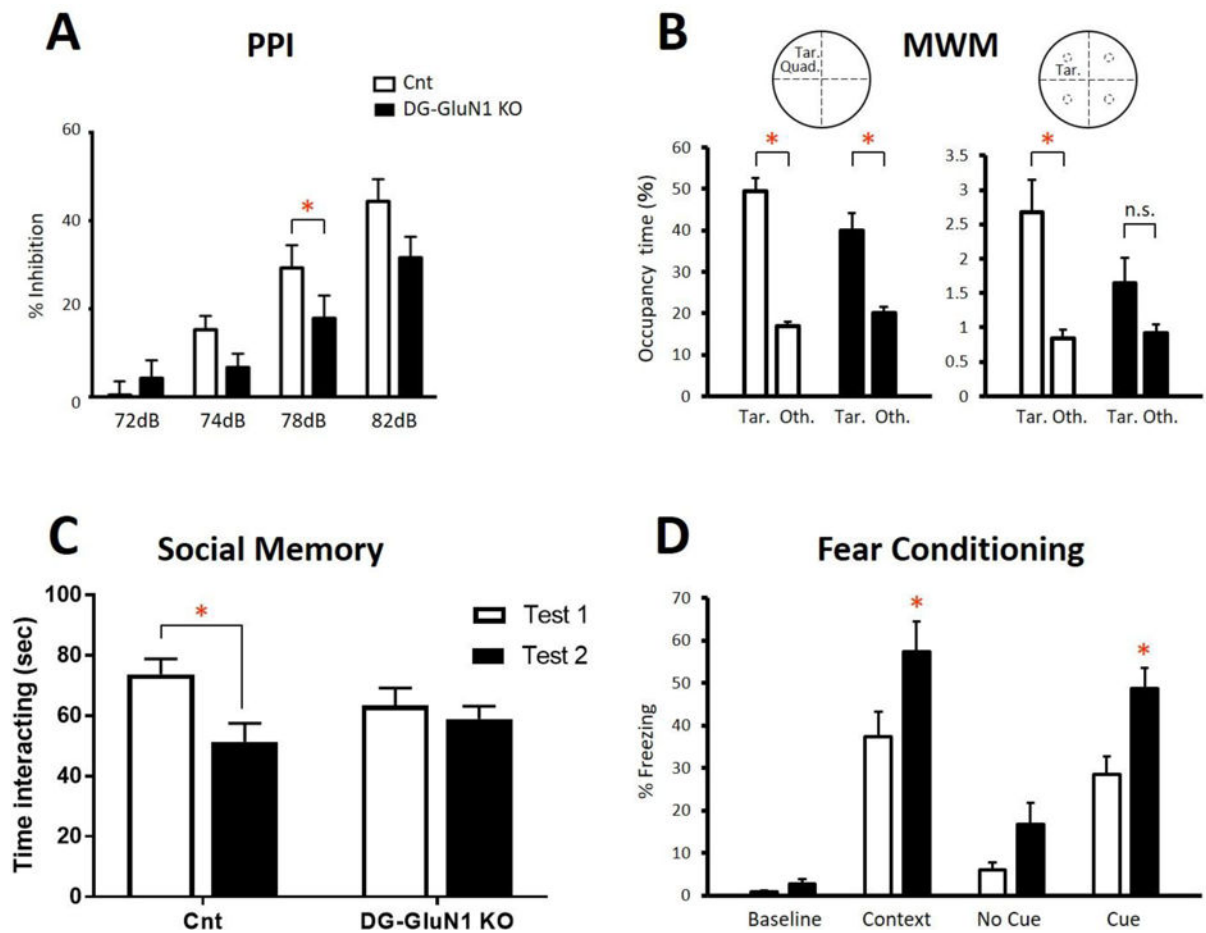 A
PPI
Cnt
DG-GluN1 KO
60
40
20
0
% Inhibition
72dB 74dB 78dB 82dB
*
B
MWM
Tar.
Quad.
Tar.
60
50
40
30
20
10
0
Occupancy time (%)
* *
Tar. Oth. Tar. Oth.
3.5
3
2.5
2
1.5
1
0.5
0
* n.s.
Tar. Oth. Tar. Oth.
C
Social Memory
100
80
60
40
20
0
Time interacting (sec)
*
Test 1
Test 2
Cnt DG-GluN1 KO
D
Fear Conditioning
70
60
50
40
30
20
10
0
% Freezing
* *
Baseline Context No Cue Cue